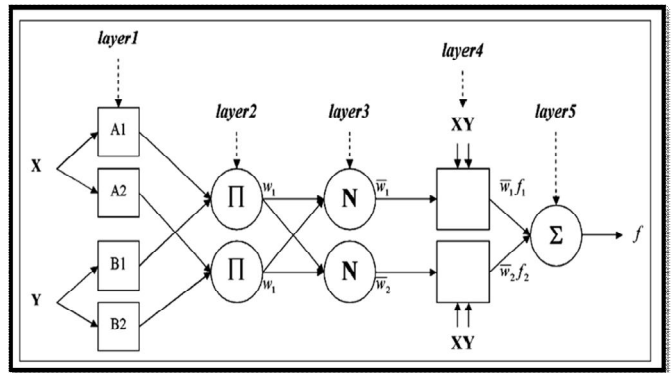 layer1
layer4
layer2
layer3
layer5
XY
A1
X
A2
Π
w₁
N
w̅₁
w̅₁f₁
Σ
f
B1
Π
w₁
N
w̅₂
w̅₂f₂
Y
B2
XY